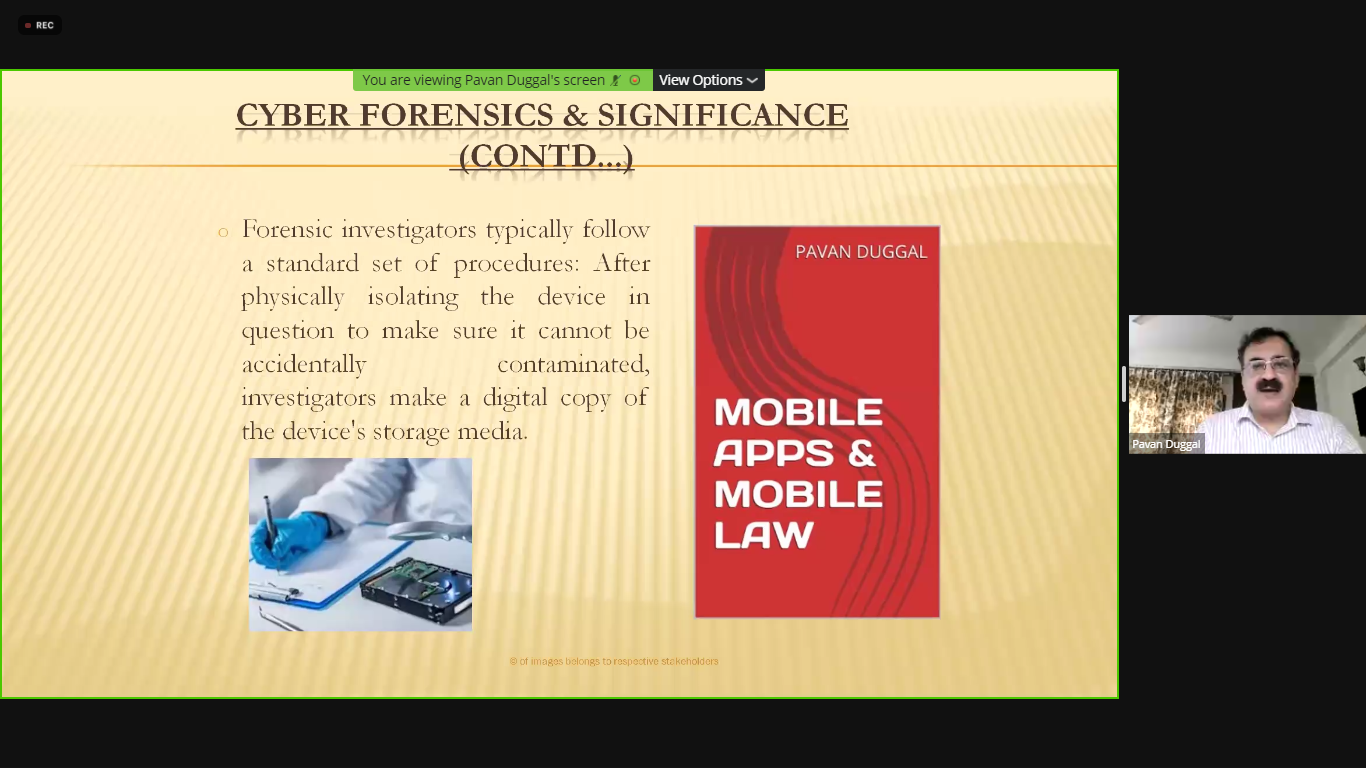 REC
You are viewing Pavan Duggal's screen
View Options
CYBER FORENSICS & SIGNIFICANCE
(CONTD...)
Forensic investigators typically follow
a standard set of procedures: After
physically isolating the device in
question to make sure it cannot be
accidentally contaminated,
investigators make a digital copy of
the device's storage media.
PAVAN DUGGAL
MOBILE
APPS &
MOBILE
LAW
© of images belongs to respective stakeholders
Pavan Duggal